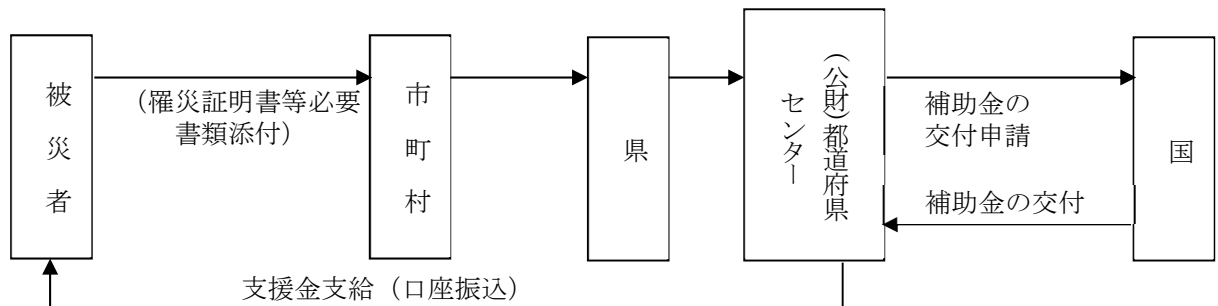 被災者
（罹災証明書等必要
書類添付）
市町村
県
（公財）都道府県
センター
補助金の
交付申請
補助金の交付
国
支援金支給（口座振込）